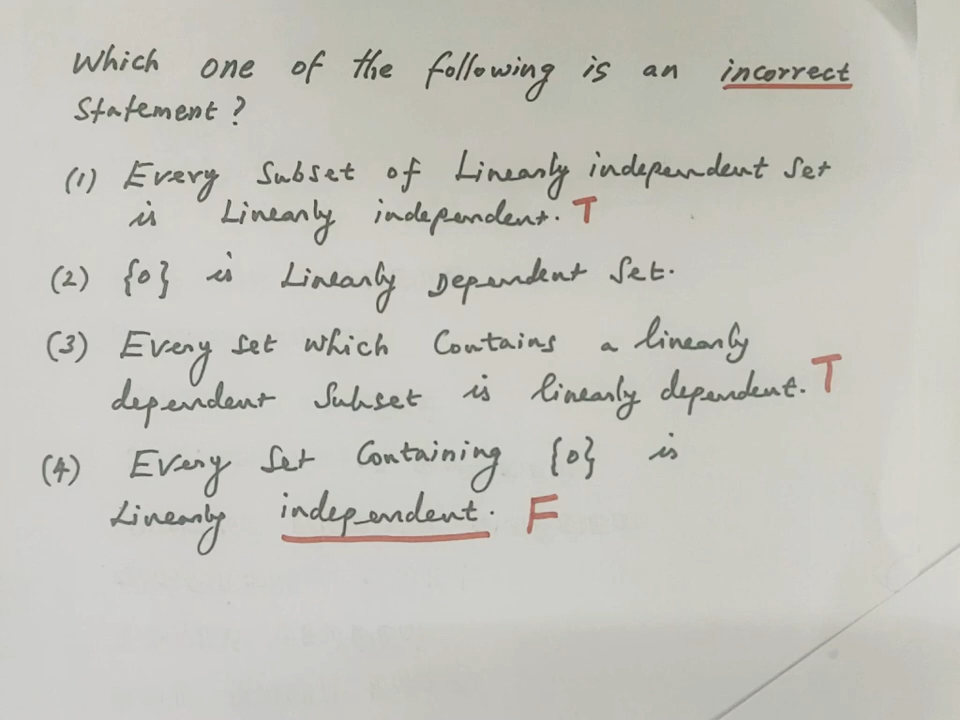 Which one of the following is an incorrect
Statement?
(1) Every Subset of Linearly independent Set
is Linearly independent. T
(2) {0} is Linearly Dependent Set.
(3) Every Set which Contains a linearly
dependent Subset is linearly dependent. T
(4) Every Set Containing {0} is
Linearly independent. F